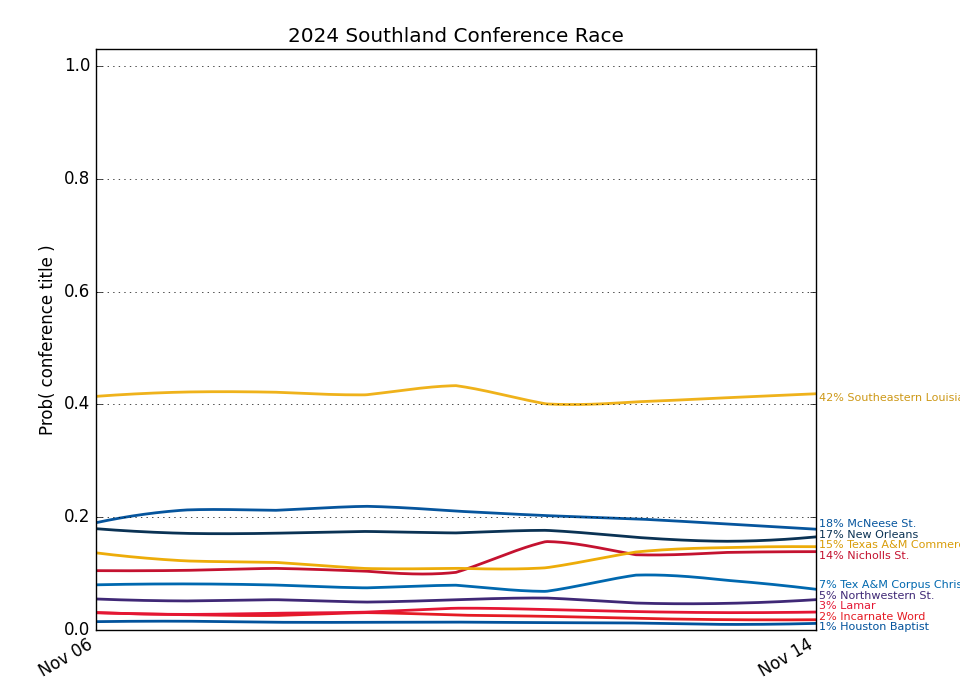 2024 Southland Conference Race
1.0
0.8
0.6
0.4
0.2
0.0
Prob( conference title )
Nov 06
Nov 14
42% Southeastern Louisia
18% McNeese St.
17% New Orleans
15% Texas A&M Commerc
14% Nicholls St.
7% Tex A&M Corpus Chris
5% Northwestern St.
3% Lamar
2% Incarnate Word
1% Houston Baptist